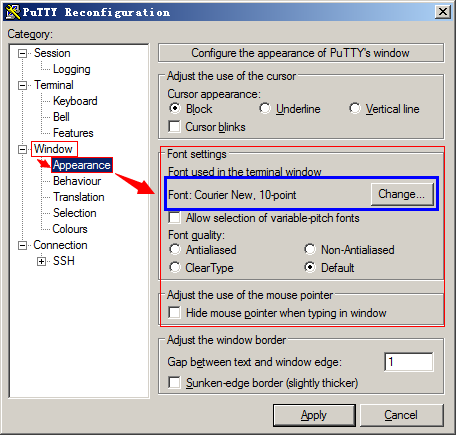 PuTTY Reconfiguration
Category:
Session
Logging
Terminal
Keyboard
Bell
Features
Window
Appearance
Behaviour
Translation
Selection
Colours
Connection
SSH
Configure the appearance of PuTTY's window
Adjust the use of the cursor
Cursor appearance:
Block Underline Vertical line
Cursor blinks
Font settings
Font used in the terminal window
Font: Courier New, 10-point Change...
Allow selection of variable-pitch fonts
Font quality:
Antialiased Non-Antialiased
ClearType Default
Adjust the use of the mouse pointer
Hide mouse pointer when typing in window
Adjust the window border
Gap between text and window edge: 1
Sunken-edge border (slightly thicker)
Apply Cancel